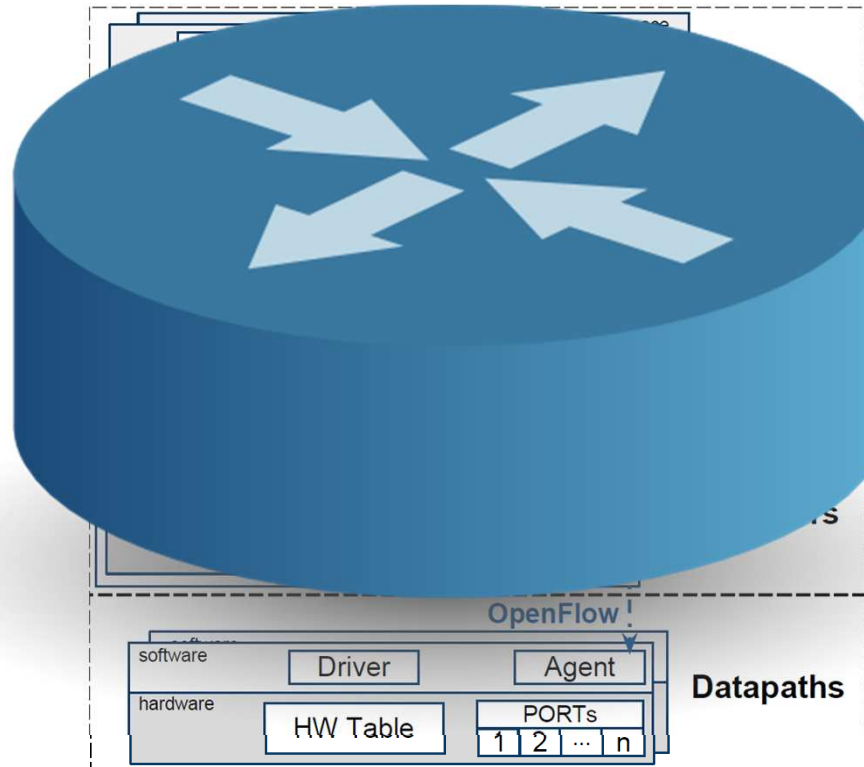 OpenFlow
software
Driver
Agent
Datapaths
hardware
HW Table
PORTs
1 2 ... n